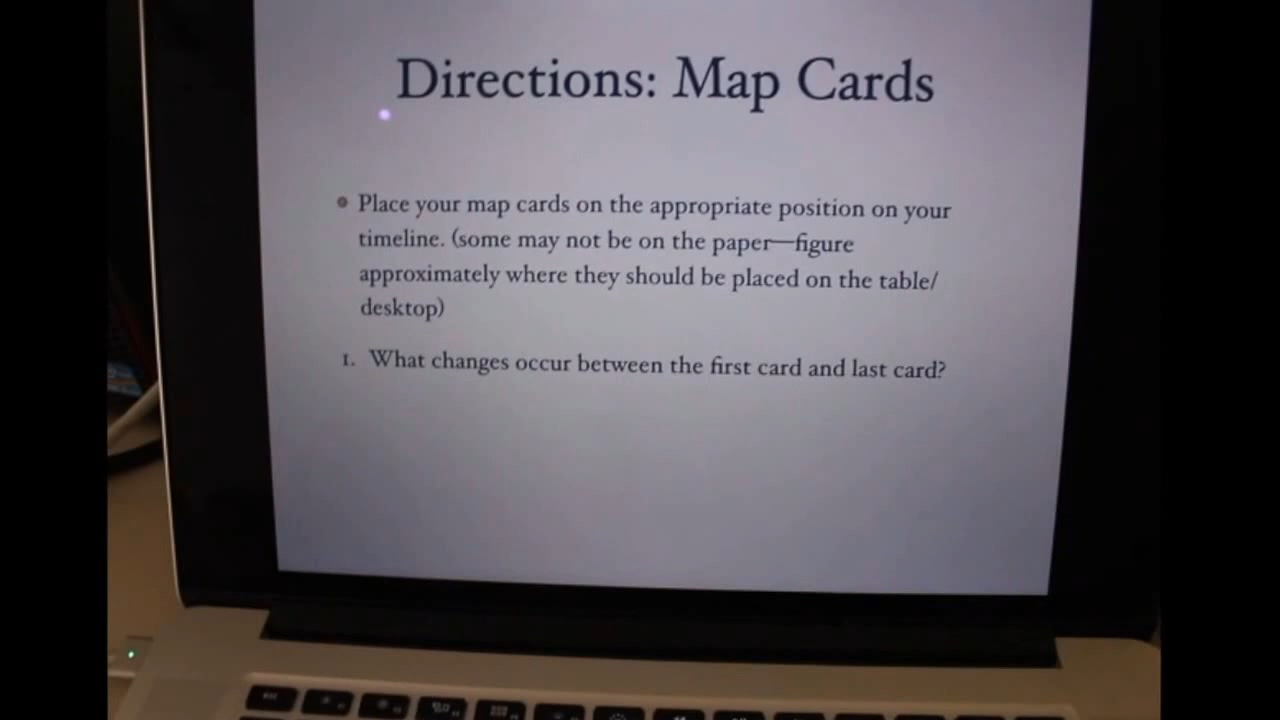 Directions: Map Cards
Place your map cards on the appropriate position on your
timeline. (some may not be on the paper—figure
approximately where they should be placed on the table/
desktop)
1. What changes occur between the first card and last card?
esc